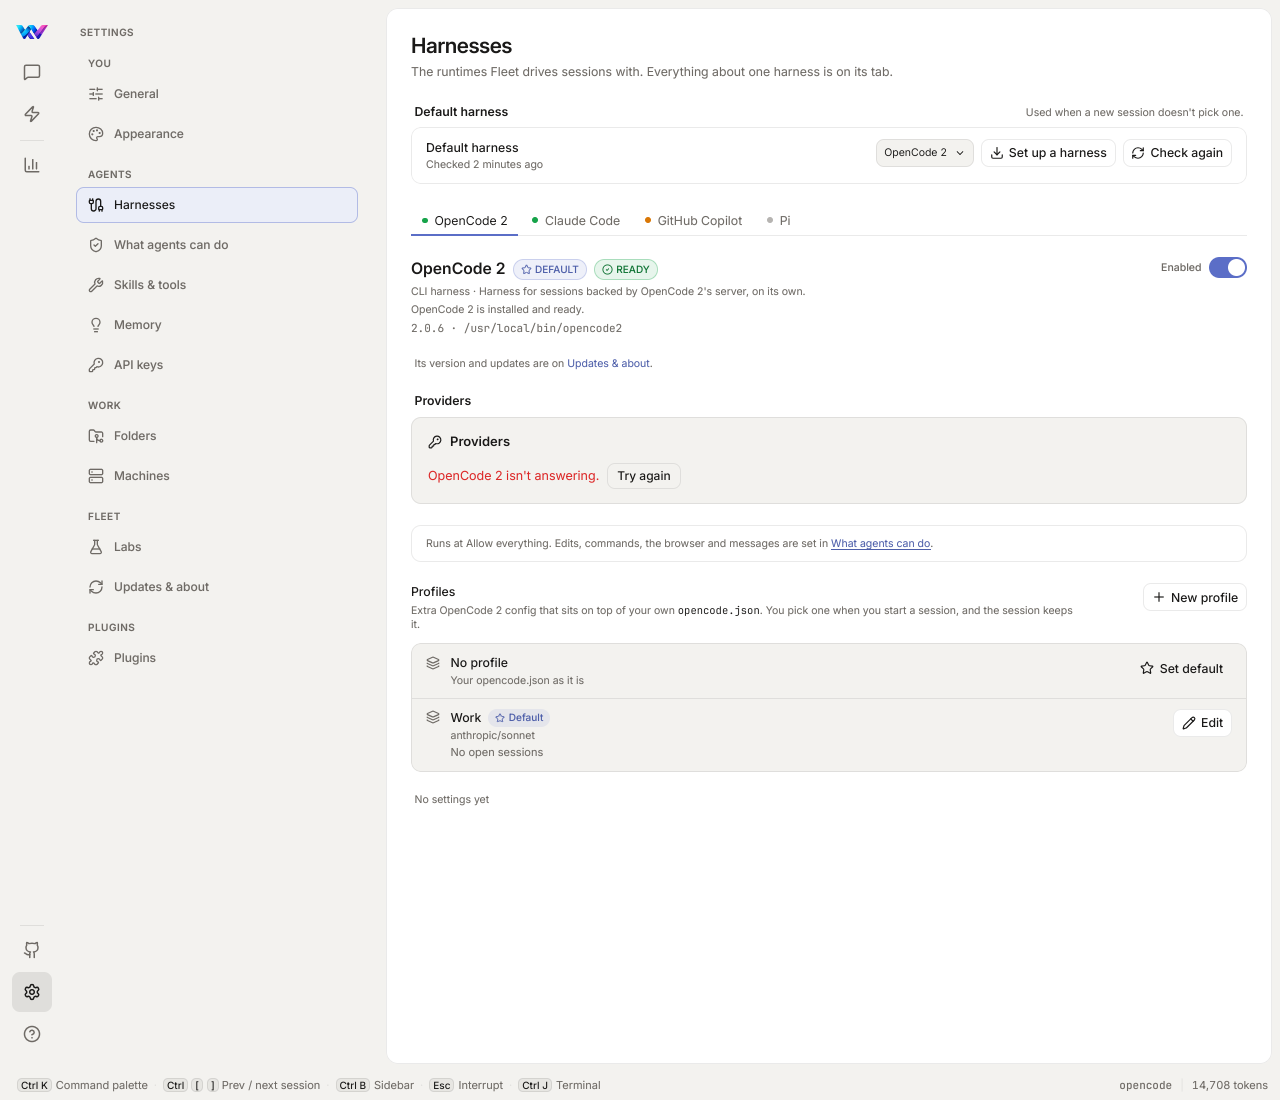 SETTINGS
YOU
General
Appearance
AGENTS
Harnesses
What agents can do
Skills & tools
Memory
API keys
WORK
Folders
Machines
FLEET
Labs
Updates & about
PLUGINS
Plugins
Harnesses
The runtimes Fleet drives sessions with. Everything about one harness is on its tab.
Default harness
Used when a new session doesn't pick one.
Default harness
Checked 2 minutes ago
OpenCode 2
Set up a harness
Check again
OpenCode 2
Claude Code
GitHub Copilot
Pi
OpenCode 2 DEFAULT READY
Enabled
CLI harness · Harness for sessions backed by OpenCode 2's server, on its own.
OpenCode 2 is installed and ready.
2.0.6 · /usr/local/bin/opencode2
Its version and updates are on Updates & about.
Providers
Providers
OpenCode 2 isn't answering. Try again
Runs at Allow everything. Edits, commands, the browser and messages are set in What agents can do.
Profiles
Extra OpenCode 2 config that sits on top of your own opencode.json. You pick one when you start a session, and the session keeps
it.
New profile
No profile
Your opencode.json as it is
Set default
Work Default
anthropic/sonnet
No open sessions
Edit
No settings yet
Ctrl K Command palette Ctrl [ ] Prev / next session Ctrl B Sidebar Esc Interrupt Ctrl J Terminal
opencode 14,708 tokens